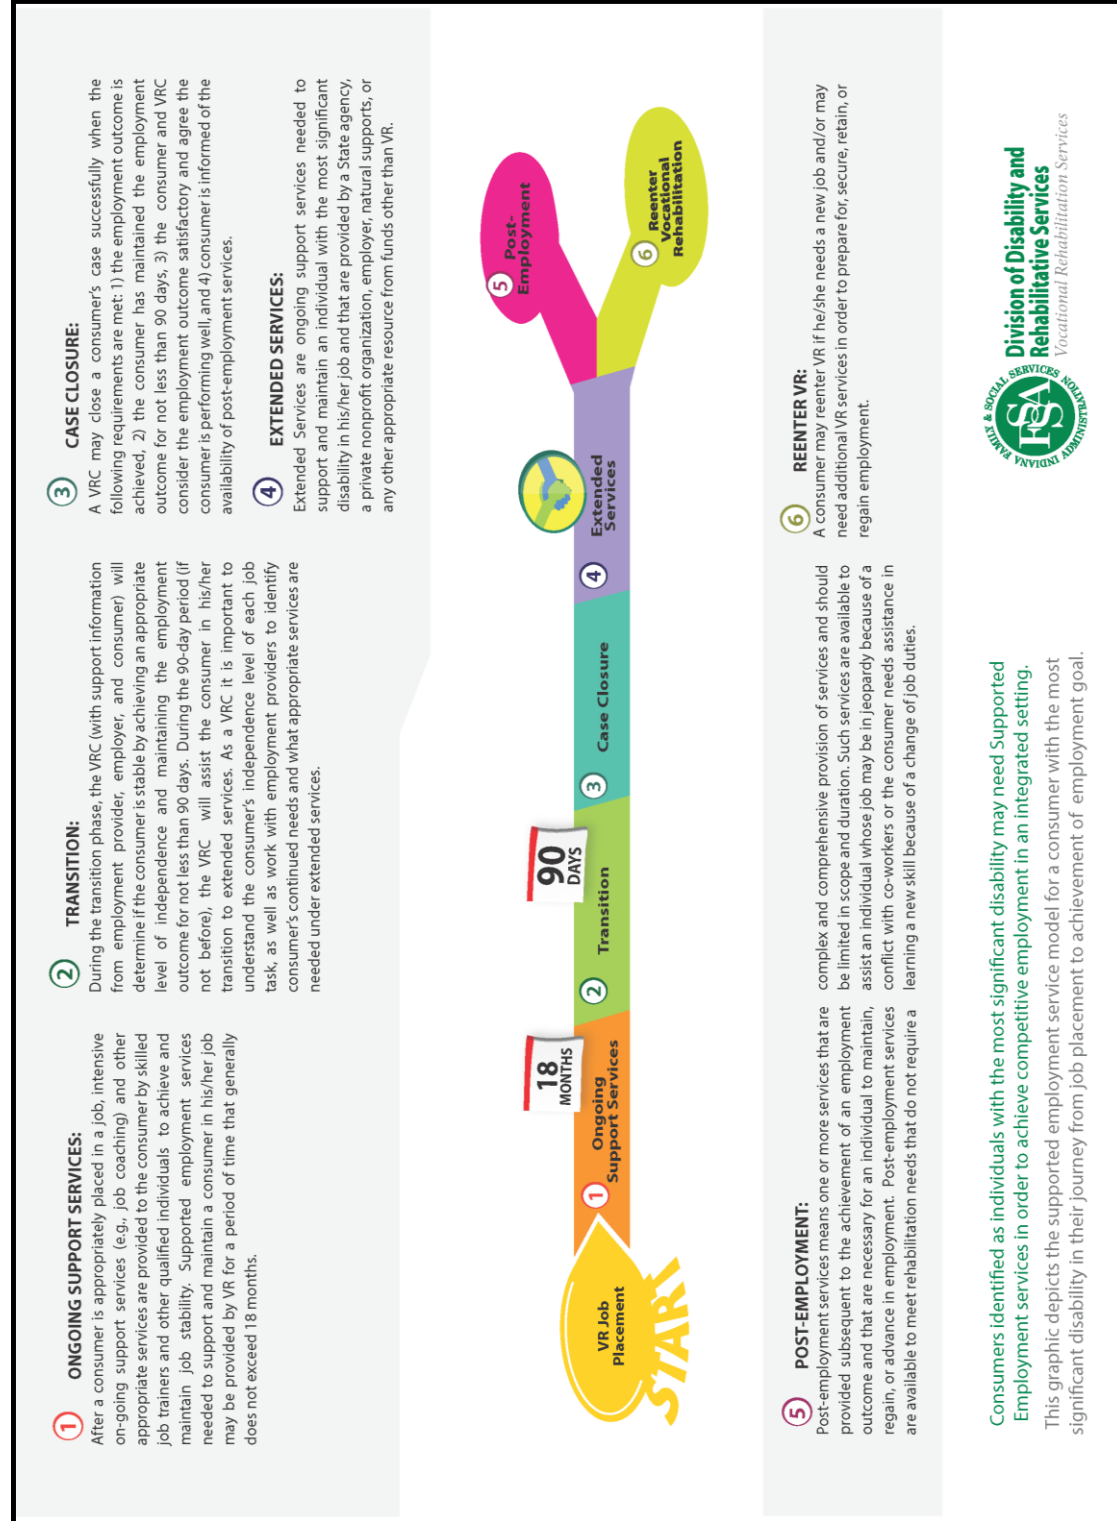 1
ONGOING SUPPORT SERVICES:
After a consumer is appropriately placed in a job, intensive
on-going support services (e.g., job coaching) and other
appropriate services are provided to the consumer by skilled
job trainers and other qualified individuals to achieve and
maintain job stability. Supported employment services
needed to support and maintain a consumer in his/her job
may be provided by VR for a period of time that generally
does not exceed 18 months.
2
TRANSITION:
During the transition phase, the VRC (with support information
from employment provider, employer, and consumer) will
determine if the consumer is stable by achieving an appropriate
level of independence and maintaining the employment
outcome for not less than 90 days. During the 90-day period (if
not before), the VRC will assist the consumer in his/her
transition to extended services. As a VRC it is important to
understand the consumer's independence level of each job
task, as well as work with employment providers to identify
consumer's continued needs and what appropriate services are
needed under extended services.
3
CASE CLOSURE:
A VRC may close a consumer's case successfully when the
following requirements are met: 1) the employment outcome is
achieved, 2) the consumer has maintained the employment
outcome for not less than 90 days, 3) the consumer and VRC
consider the employment outcome satisfactory and agree the
consumer is performing well, and 4) consumer is informed of the
availability of post-employment services.
4
EXTENDED SERVICES:
Extended Services are ongoing support services needed to
support and maintain an individual with the most significant
disability in his/her job and that are provided by a State agency,
a private nonprofit organization, employer, natural supports, or
any other appropriate resource from funds other than VR.
START
VR Job
Placement
1
Ongoing
Support Services
18
MONTHS
2
Transition
90
DAYS
3
Case Closure
4
Extended
Services
5
Post-
Employment
6
Reenter
Vocational
Rehabilitation
5
POST-EMPLOYMENT:
Post-employment services means one or more services that are
provided subsequent to the achievement of an employment
outcome and that are necessary for an individual to maintain,
regain, or advance in employment. Post-employment services
are available to meet rehabilitation needs that do not require a
complex and comprehensive provision of services and should
be limited in scope and duration. Such services are available to
assist an individual whose job may be in jeopardy because of a
conflict with co-workers or the consumer needs assistance in
learning a new skill because of a change of job duties.
6
REENTER VR:
A consumer may reenter VR if he/she needs a new job and/or may
need additional VR services in order to prepare for, secure, retain, or
regain employment.
Consumers identified as individuals with the most significant disability may need Supported
Employment services in order to achieve competitive employment in an integrated setting.
This graphic depicts the supported employment service model for a consumer with the most
significant disability in their journey from job placement to achievement of employment goal.
INDIANA FAMILY & SOCIAL SERVICES ADMINISTRATION
FSSA
Division of Disability and
Rehabilitative Services
Vocational Rehabilitation Services